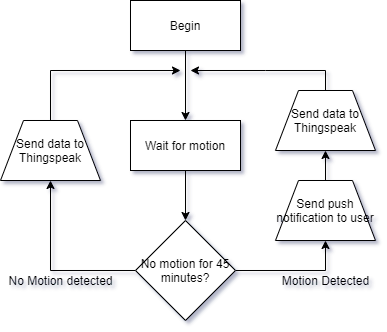 Begin
Send data to
Thingspeak
Send data to
Thingspeak
Wait for motion
Send push
notification to user
No motion for 45
minutes?
No Motion detected
Motion Detected